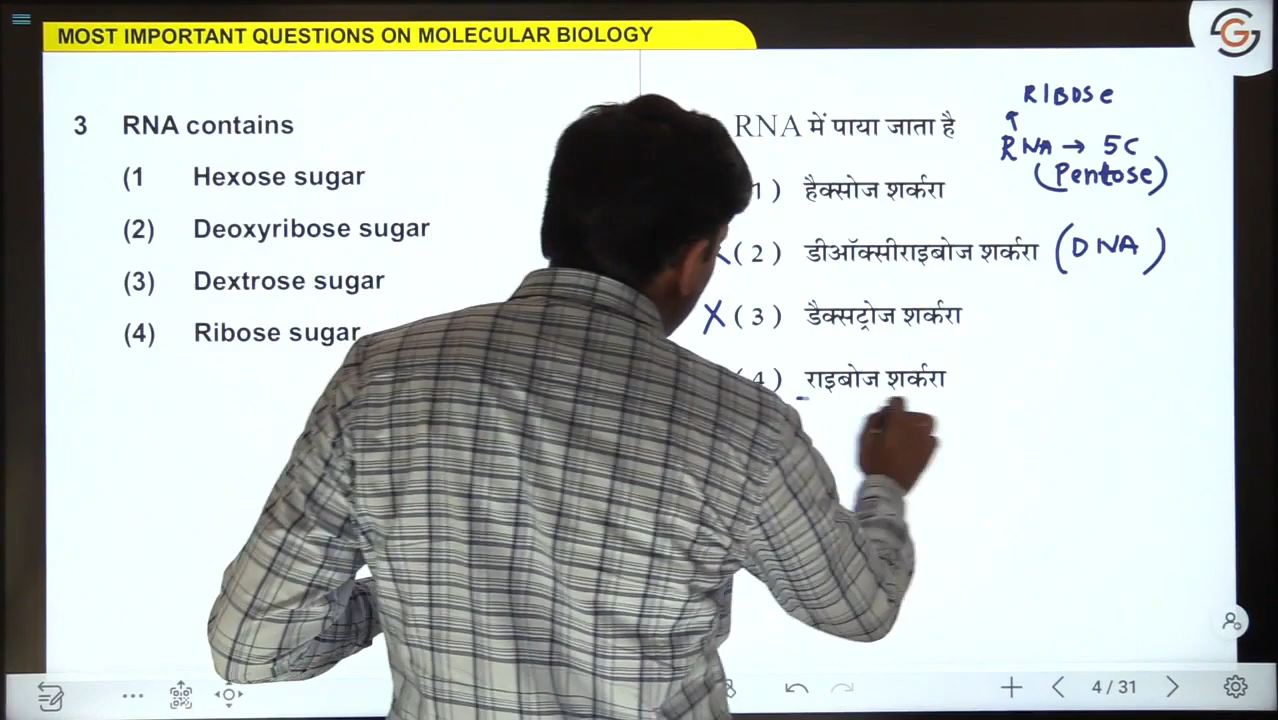 MOST IMPORTANT QUESTIONS ON MOLECULAR BIOLOGY
G
3 RNA contains
(1 Hexose sugar
(2) Deoxyribose sugar
(3) Dextrose sugar
(4) Ribose sugar
RNA में पाया जाता है
1 ) हैक्सोज शर्करा
( 2 ) डीऑक्सीराइबोज शर्करा (DNA)
X ( 3 ) डैक्सट्रोज शर्करा
( 4 ) राइबोज शर्करा
RIBOSe
↑
RNA → 5C
(Pentose)
4 / 31